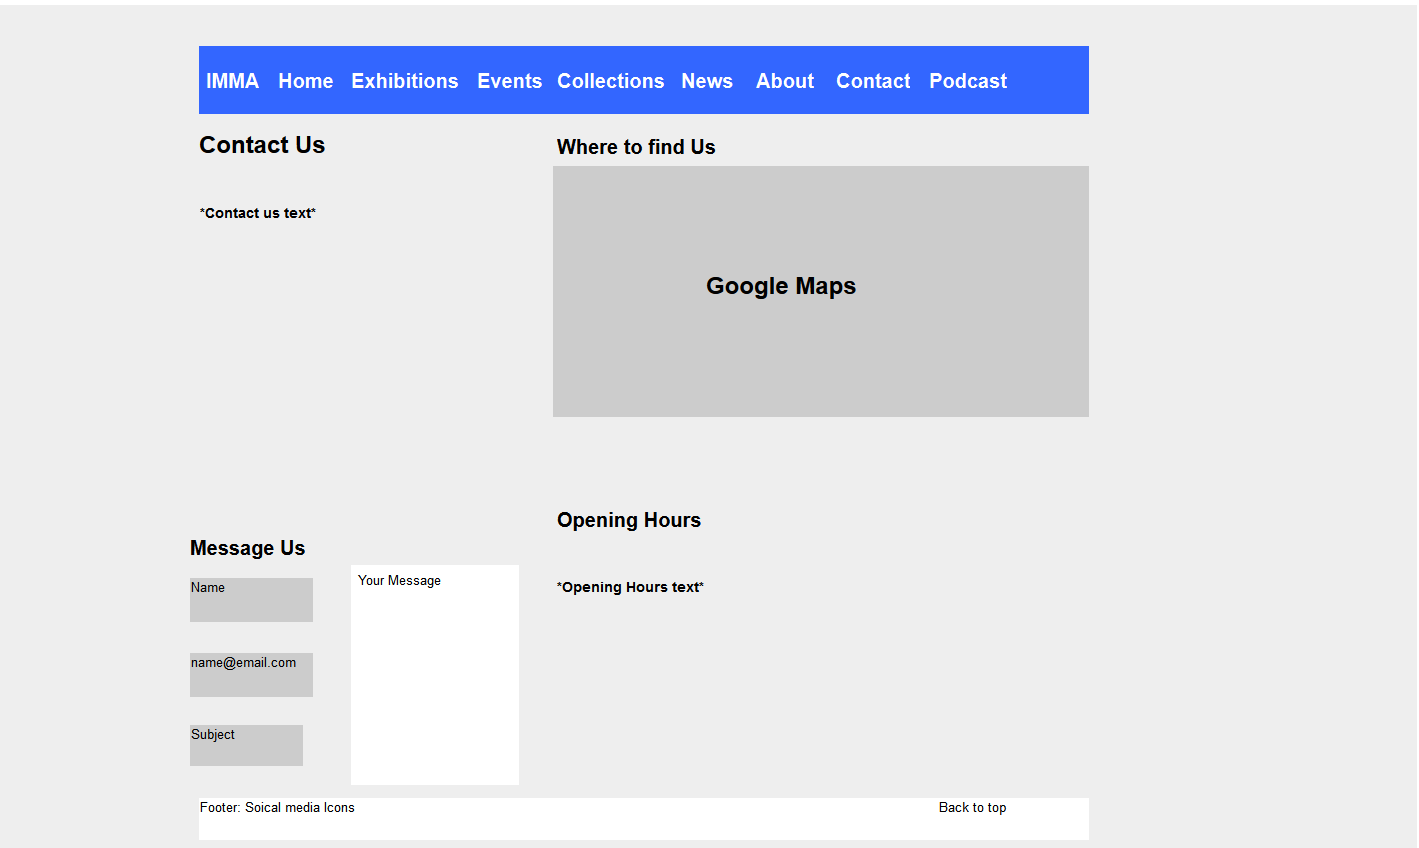 IMMA Home Exhibitions Events Collections News About Contact Podcast
Contact Us
*Contact us text*
Where to find Us
Google Maps
Opening Hours
*Opening Hours text*
Message Us
Name
name@email.com
Subject
Your Message
Footer: Soical media Icons
Back to top